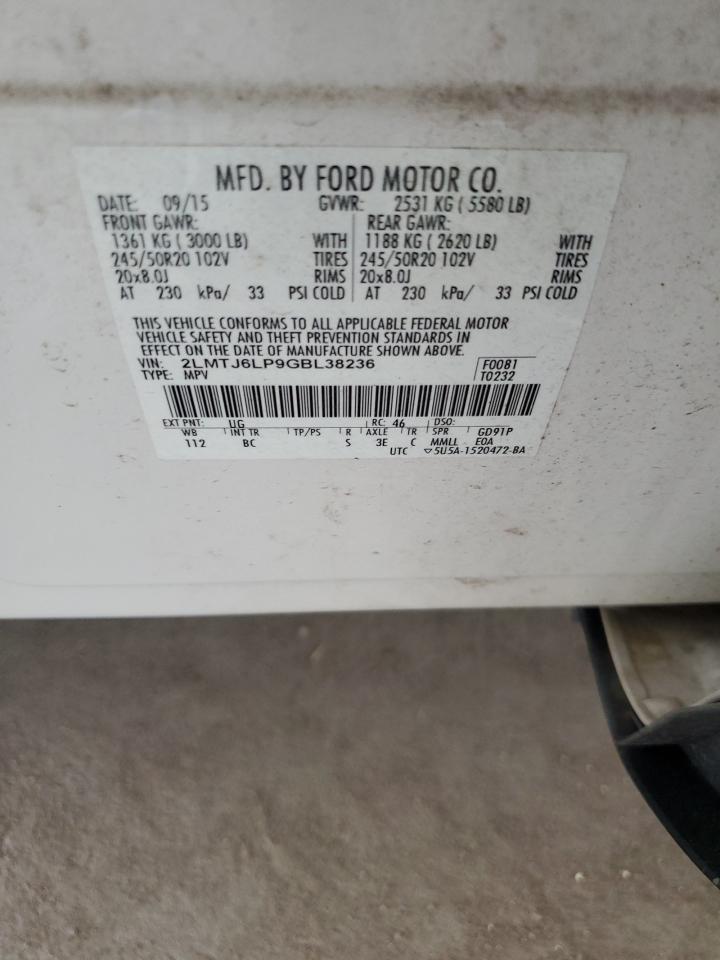 MFD. BY FORD MOTOR CO.
DATE: 09/15 GVWR: 2531 KG ( 5580 LB)
FRONT GAWR: REAR GAWR:
1361 KG ( 3000 LB) WITH 1188 KG ( 2620 LB) WITH
245/50R20 102V TIRES 245/50R20 102V TIRES
20x8.0J RIMS 20x8.0J RIMS
AT 230 kPa/ 33 PSI COLD AT 230 kPa/ 33 PSI COLD
THIS VEHICLE CONFORMS TO ALL APPLICABLE FEDERAL MOTOR
VEHICLE SAFETY AND THEFT PREVENTION STANDARDS IN
EFFECT ON THE DATE OF MANUFACTURE SHOWN ABOVE.
VIN: 2LMTJ6LP9GBL38236 F0081
TYPE: MPV T0232
EXT PNT: UG RC: 46 DSO:
WB INT TR TP/PS R AXLE TR SPR GD91P
112 BC S 3E C MMLL EOA
UTC ▽5U5A-1520472-BA